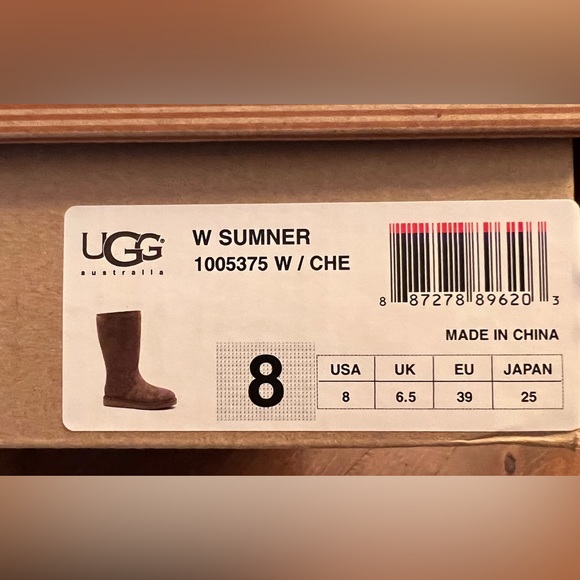 UGG®
australia
W SUMNER
1005375 W / CHE
8 87278 89620 3
MADE IN CHINA
8
USA UK EU JAPAN
8 6.5 39 25